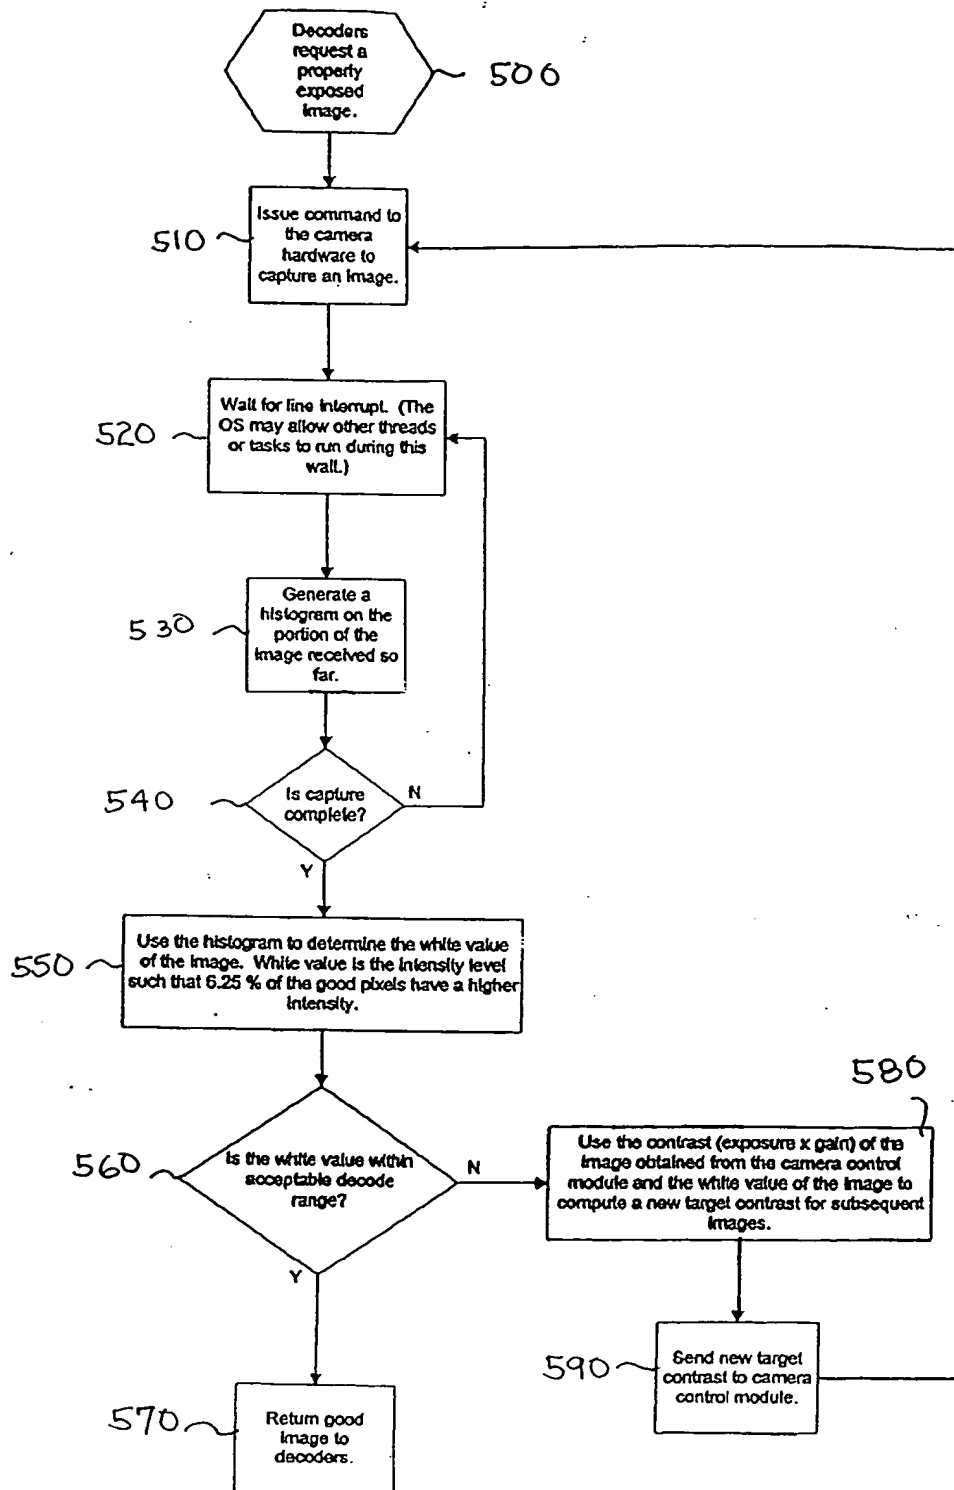 Decoders
request a
properly
exposed
image.
500
Issue command to
the camera
hardware to
capture an image.
510
Wait for line interrupt. (The
OS may allow other threads
or tasks to run during this
wait.)
520
Generate a
histogram on the
portion of the
image received so
far.
530
Is capture
complete?
540
N
Y
Use the histogram to determine the white value
of the image. White value is the intensity level
such that 6.25 % of the good pixels have a higher
intensity.
550
Is the white value within
acceptable decode
range?
560
N
Y
580
Use the contrast (exposure x gain) of the
image obtained from the camera control
module and the white value of the image to
compute a new target contrast for subsequent
images.
590
Send new target
contrast to camera
control module.
570
Return good
image to
decoders.